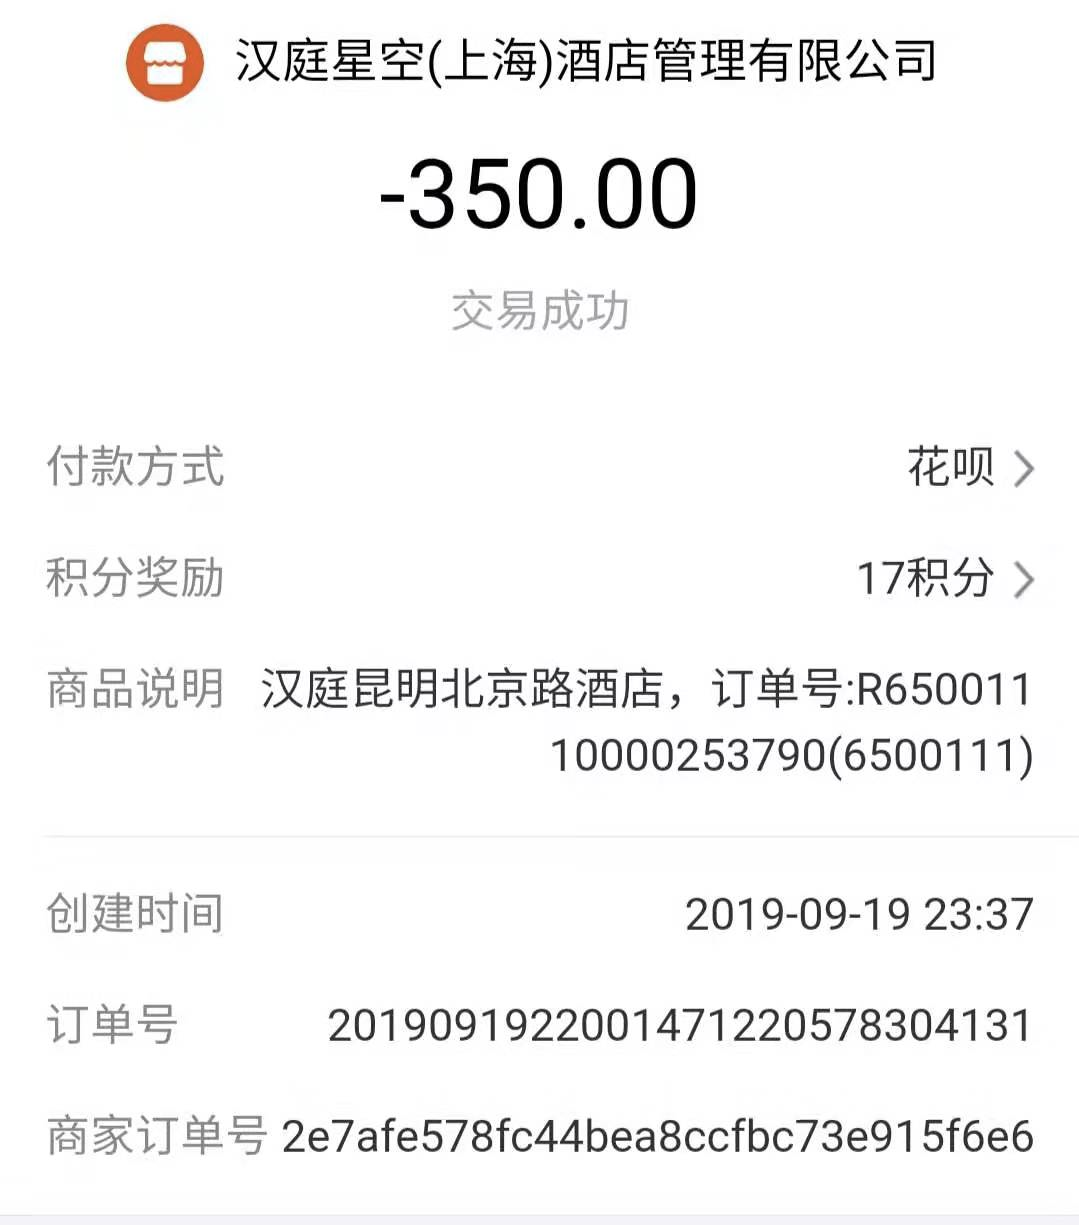 汉庭星空(上海)酒店管理有限公司
-350.00
交易成功
付款方式 花呗
积分奖励 17积分
商品说明 汉庭昆明北京路酒店，订单号:R650011
10000253790(6500111)
创建时间 2019-09-19 23:37
订单号 2019091922001471220578304131
商家订单号 2e7afe578fc44bea8ccfbc73e915f6e6